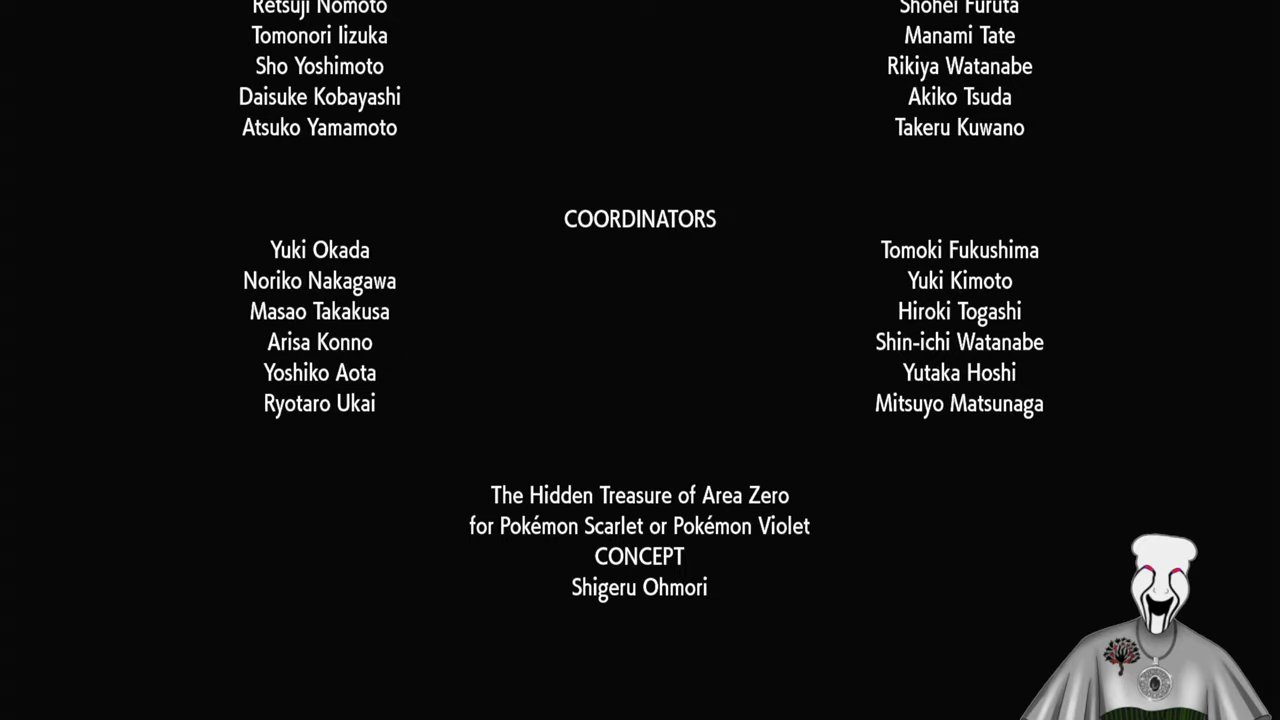 Retsuji Nomoto
Shohei Furuta
Tomonori Iizuka
Manami Tate
Sho Yoshimoto
Rikiya Watanabe
Daisuke Kobayashi
Akiko Tsuda
Atsuko Yamamoto
Takeru Kuwano
COORDINATORS
Yuki Okada
Tomoki Fukushima
Noriko Nakagawa
Yuki Kimoto
Masao Takakusa
Hiroki Togashi
Arisa Konno
Shin-ichi Watanabe
Yoshiko Aota
Yutaka Hoshi
Ryotaro Ukai
Mitsuyo Matsunaga
The Hidden Treasure of Area Zero
for Pokémon Scarlet or Pokémon Violet
CONCEPT
Shigeru Ohmori